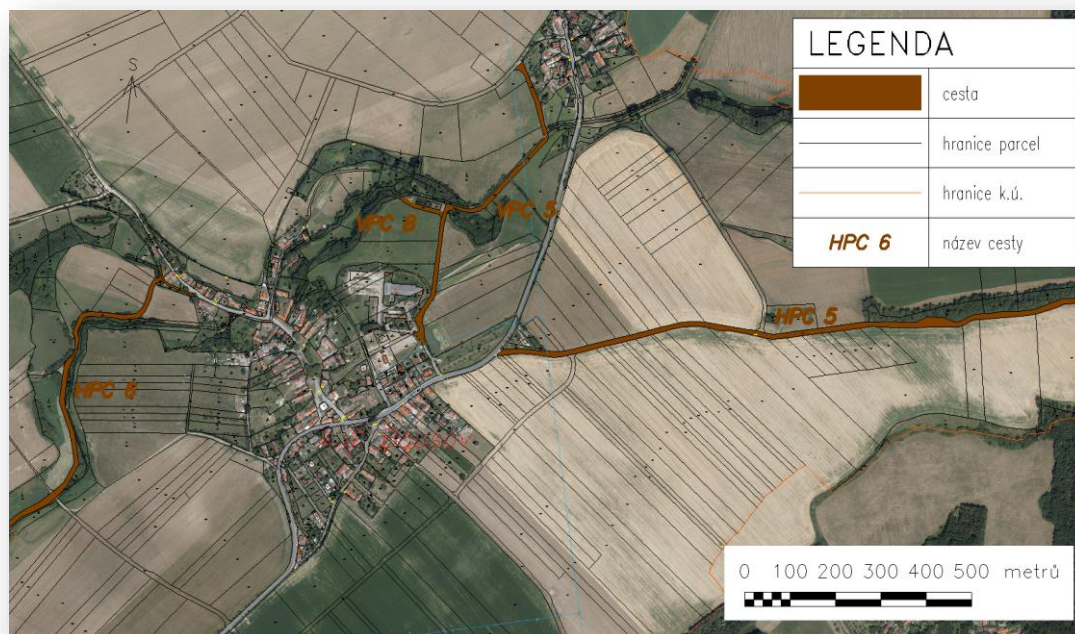 LEGENDA
cesta
hranice parcel
hranice k.ú.
HPC 6
název cesty
S
VPC 8
VPC 5
HPC 5
HPC 6
0 100 200 300 400 500 metrů